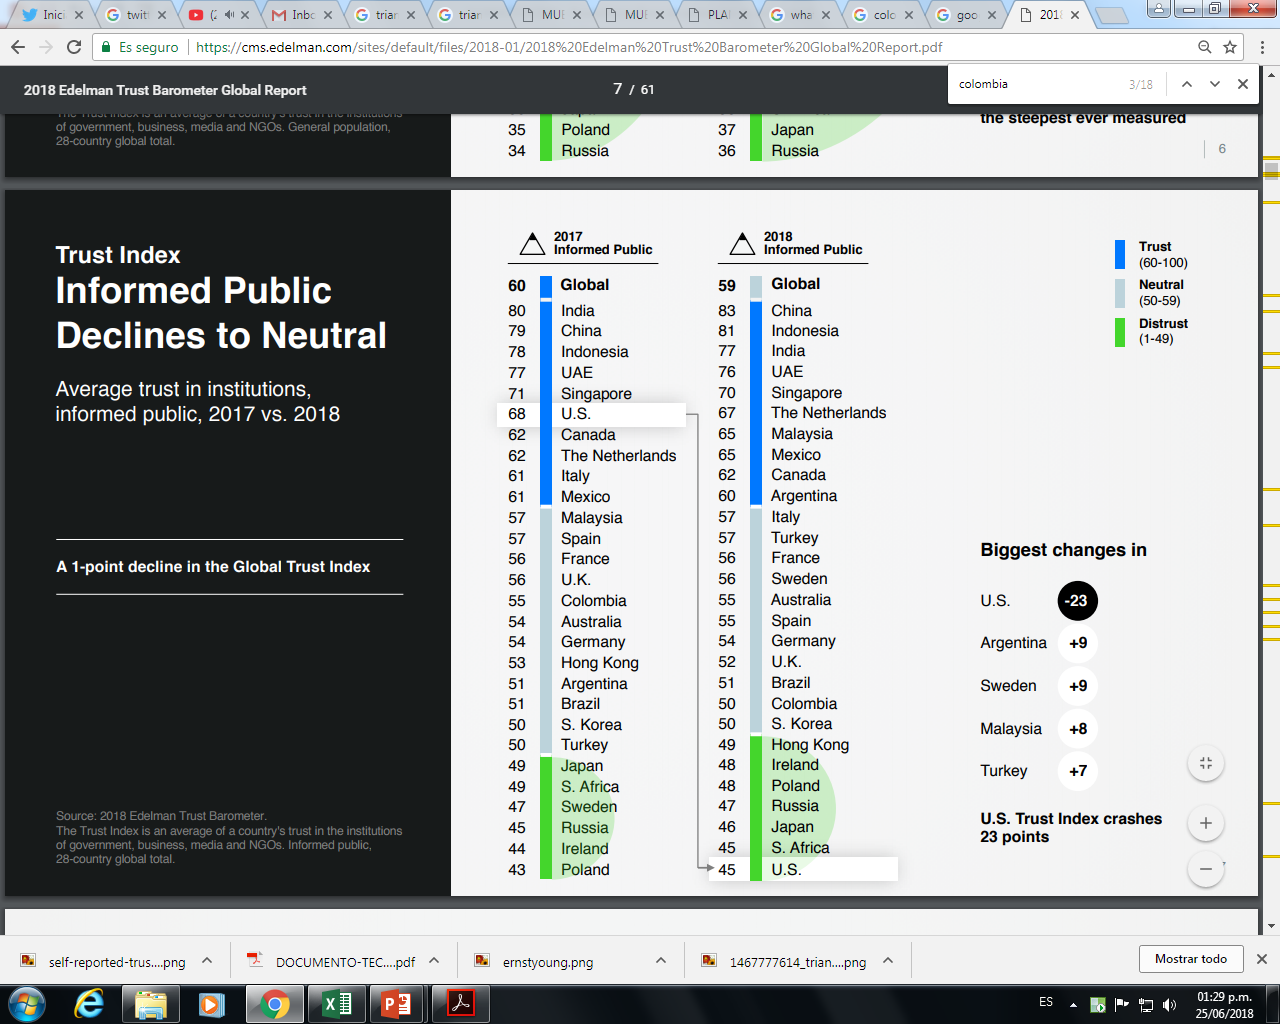 Inici
twitt
(2
Inbo
trian
trian
MUE
MUE
PLAN
wha
colo
goo
2018
Es seguro
https://cms.edelman.com/sites/default/files/2018-01/2018%20Edelman%20Trust%20Barometer%20Global%20Report.pdf
2018 Edelman Trust Barometer Global Report
7 / 61
colombia
3/18
of government, business, media and NGOs. General population,
28-country global total.
35 Poland
34 Russia
37 Japan
36 Russia
the steepest ever measured
6
Trust Index
Informed Public
Declines to Neutral
Average trust in institutions,
informed public, 2017 vs. 2018
A 1-point decline in the Global Trust Index
Source: 2018 Edelman Trust Barometer.
The Trust Index is an average of a country's trust in the institutions
of government, business, media and NGOs. Informed public,
28-country global total.
2017
Informed Public
60 Global
80 India
79 China
78 Indonesia
77 UAE
71 Singapore
68 U.S.
62 Canada
62 The Netherlands
61 Italy
61 Mexico
57 Malaysia
57 Spain
56 France
56 U.K.
55 Colombia
54 Australia
54 Germany
53 Hong Kong
51 Argentina
51 Brazil
50 S. Korea
50 Turkey
49 Japan
49 S. Africa
47 Sweden
45 Russia
44 Ireland
43 Poland
2018
Informed Public
59 Global
83 China
81 Indonesia
77 India
76 UAE
70 Singapore
67 The Netherlands
65 Malaysia
65 Mexico
62 Canada
60 Argentina
57 Italy
57 Turkey
56 France
56 Sweden
55 Australia
55 Spain
54 Germany
52 U.K.
51 Brazil
50 Colombia
50 S. Korea
49 Hong Kong
48 Ireland
48 Poland
47 Russia
46 Japan
45 S. Africa
45 U.S.
Trust
(60-100)
Neutral
(50-59)
Distrust
(1-49)
Biggest changes in
U.S. -23
Argentina +9
Sweden +9
Malaysia +8
Turkey +7
U.S. Trust Index crashes
23 points
self-reported-trus....png
DOCUMENTO-TEC....pdf
ernstyoung.png
1467777614_trian....png
Mostrar todo
ES
01:29 p.m.
25/06/2018